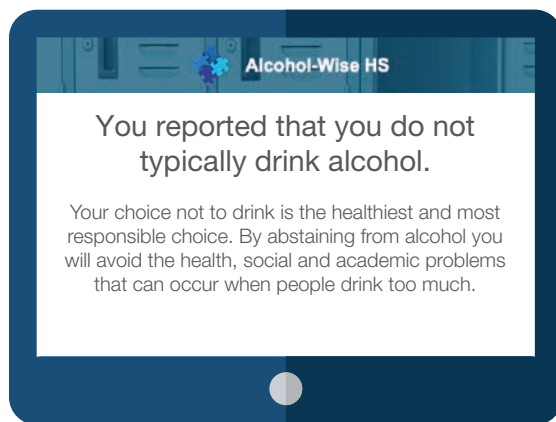 Alcohol-Wise HS
You reported that you do not
typically drink alcohol.
Your choice not to drink is the healthiest and most
responsible choice. By abstaining from alcohol you
will avoid the health, social and academic problems
that can occur when people drink too much.